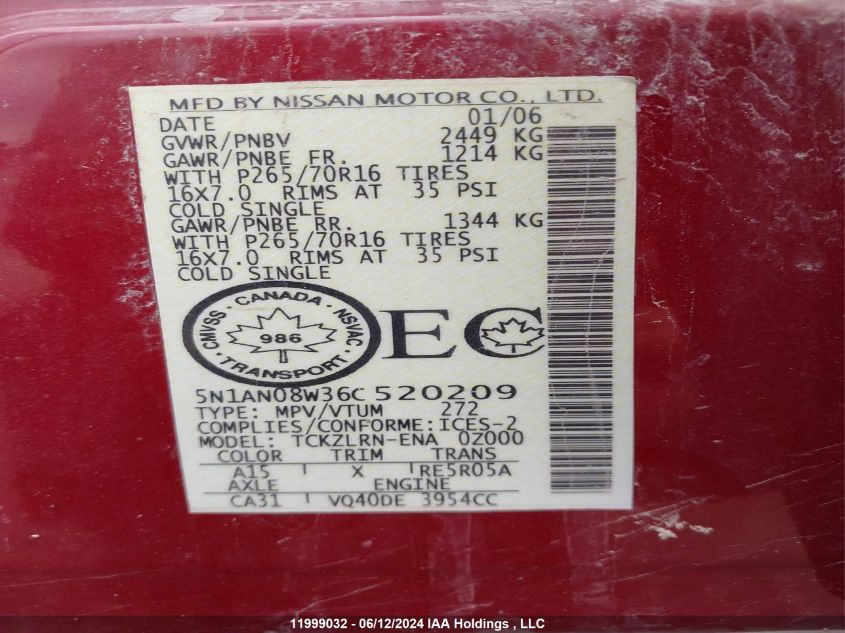 MFD BY NISSAN MOTOR CO., LTD.
DATE 01/06
GVWR/PNBV 2449 KG
GAWR/PNBE FR. 1214 KG
WITH P265/70R16 TIRES
16X7.0 RIMS AT 35 PSI
COLD SINGLE
GAWR/PNBE RR. 1344 KG
WITH P265/70R16 TIRES
16X7.0 RIMS AT 35 PSI
COLD SINGLE
CMVSS · CANADA · NSVAC · TRANSPORT ·
986
EC
5N1AN08W36C520209
TYPE: MPV/VTUM 272
COMPLIES/CONFORME:ICES-2
MODEL: TCKZLRN-ENA 0Z000
COLOR TRIM TRANS
A15 X RE5R05A
AXLE ENGINE
CA31 VQ40DE 3954CC
11999032 - 06/12/2024 IAA Holdings , LLC